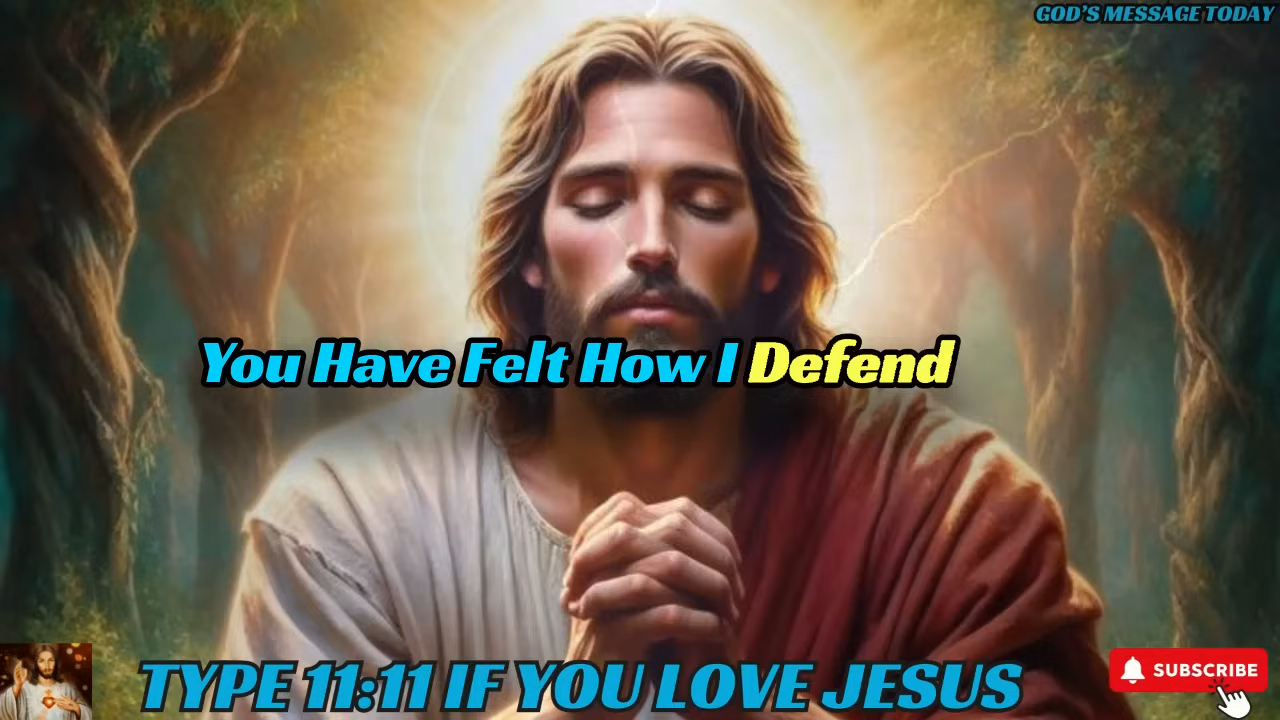 GOD'S MESSAGE TODAY
You Have Felt How I Defend
TYPE 11:11 IF YOU LOVE JESUS
SUBSCRIBE